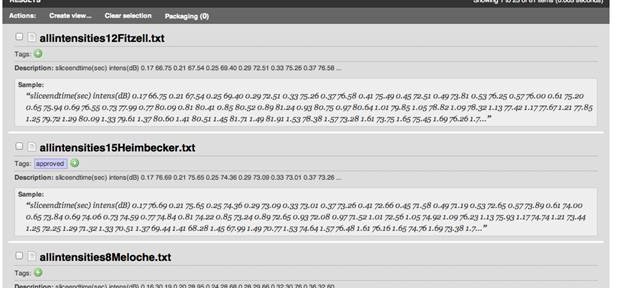 RESULTS Showing 1 to 25 of 61 items
Actions: Create view... Clear selection Packaging (0)
allintensities12Fitzell.txt
Tags:
Description: sliceendtime(sec) intens(dB) 0.17 66.75 0.21 67.54 0.25 69.40 0.29 72.51 0.33 75.26 0.37 76.58 ...
Sample:
“sliceendtime(sec) intens(dB) 0.17 66.75 0.21 67.54 0.25 69.40 0.29 72.51 0.33 75.26 0.37 76.58 0.41 75.49 0.45 72.51 0.49 73.81 0.53 76.25 0.57 76.00 0.61 75.20
0.65 75.94 0.69 76.55 0.73 77.99 0.77 80.09 0.81 80.41 0.85 80.52 0.89 81.24 0.93 80.75 0.97 80.64 1.01 79.85 1.05 78.82 1.09 78.32 1.13 77.42 1.17 77.67 1.21 77.85
1.25 79.72 1.29 80.09 1.33 79.61 1.37 80.60 1.41 80.51 1.45 81.71 1.49 81.91 1.53 78.38 1.57 73.28 1.61 73.75 1.65 75.45 1.69 76.26 1.7...”
allintensities15Heimbecker.txt
Tags: approved
Description: sliceendtime(sec) intens(dB) 0.17 76.69 0.21 75.65 0.25 74.36 0.29 73.09 0.33 73.01 0.37 73.26 ...
Sample:
“sliceendtime(sec) intens(dB) 0.17 76.69 0.21 75.65 0.25 74.36 0.29 73.09 0.33 73.01 0.37 73.26 0.41 72.66 0.45 71.58 0.49 71.19 0.53 72.65 0.57 73.89 0.61 74.00
0.65 73.84 0.69 74.06 0.73 74.59 0.77 74.84 0.81 74.22 0.85 73.24 0.89 72.65 0.93 72.08 0.97 71.52 1.01 72.56 1.05 74.92 1.09 76.23 1.13 75.93 1.17 74.74 1.21 73.44
1.25 72.25 1.29 71.32 1.33 70.51 1.37 69.44 1.41 68.28 1.45 67.99 1.49 70.77 1.53 74.64 1.57 76.48 1.61 76.16 1.65 74.76 1.69 73.38 1.7...”
allintensities8Meloche.txt
Tags:
Description: sliceendtime(sec) intens(dB)